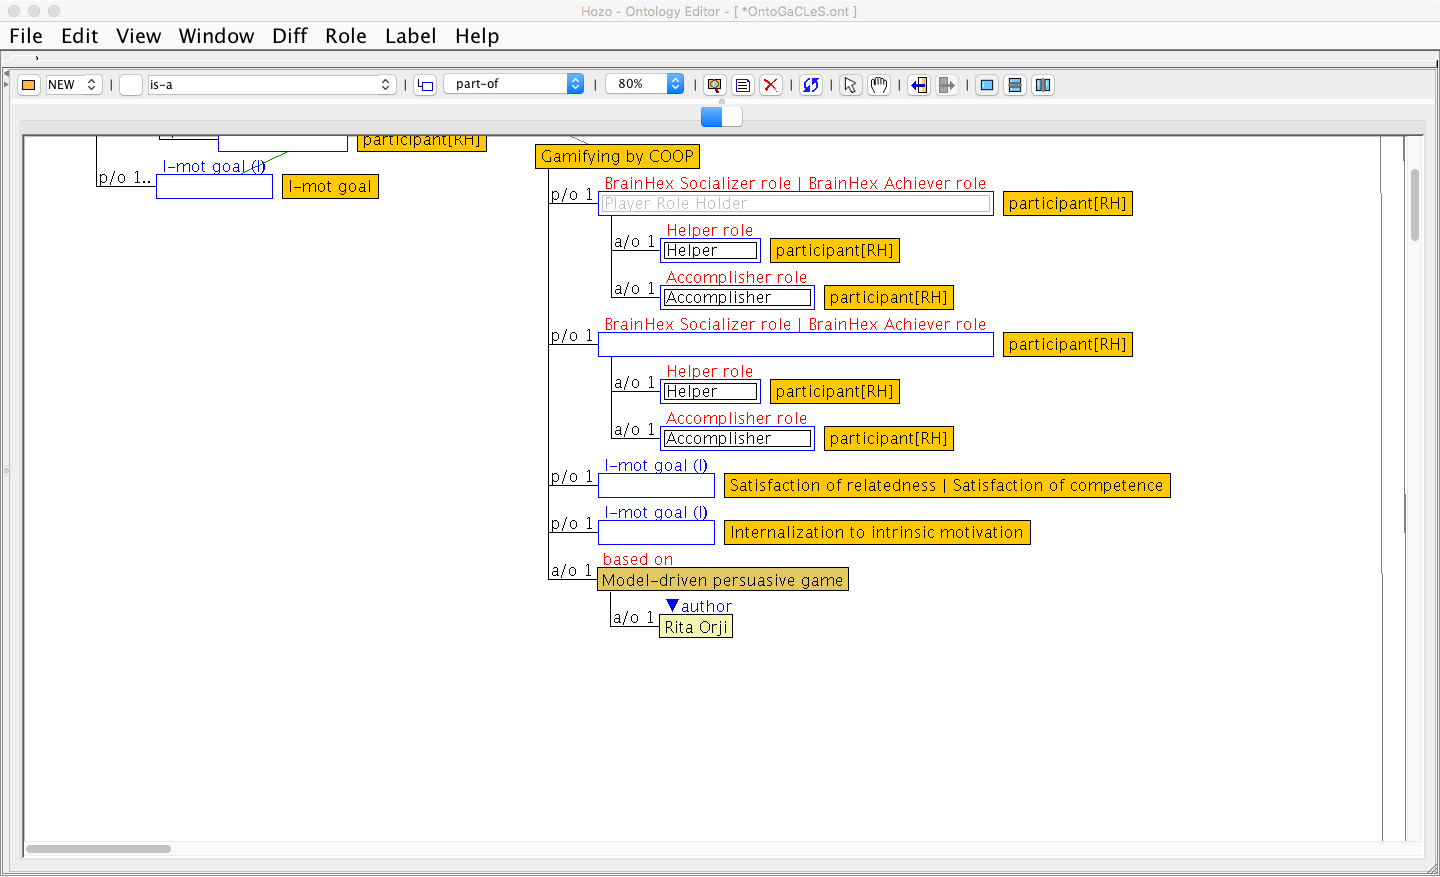 Hozo - Ontology Editor - [ *OntoGaCLeS.ont ]
File Edit View Window Diff Role Label Help
NEW | is-a | part-of | 80% | | | | |
participant[RH]
I-mot goal (I)
p/o 1.. I-mot goal
Gamifying by COOP
BrainHex Socializer role | BrainHex Achiever role
p/o 1 Player Role Holder participant[RH]
Helper role
a/o 1 Helper participant[RH]
Accomplisher role
a/o 1 Accomplisher participant[RH]
BrainHex Socializer role | BrainHex Achiever role
p/o 1 participant[RH]
Helper role
a/o 1 Helper participant[RH]
Accomplisher role
a/o 1 Accomplisher participant[RH]
I-mot goal (I)
p/o 1 Satisfaction of relatedness | Satisfaction of competence
I-mot goal (I)
p/o 1 Internalization to intrinsic motivation
based on
a/o 1 Model-driven persuasive game
▼author
a/o 1 Rita Orji